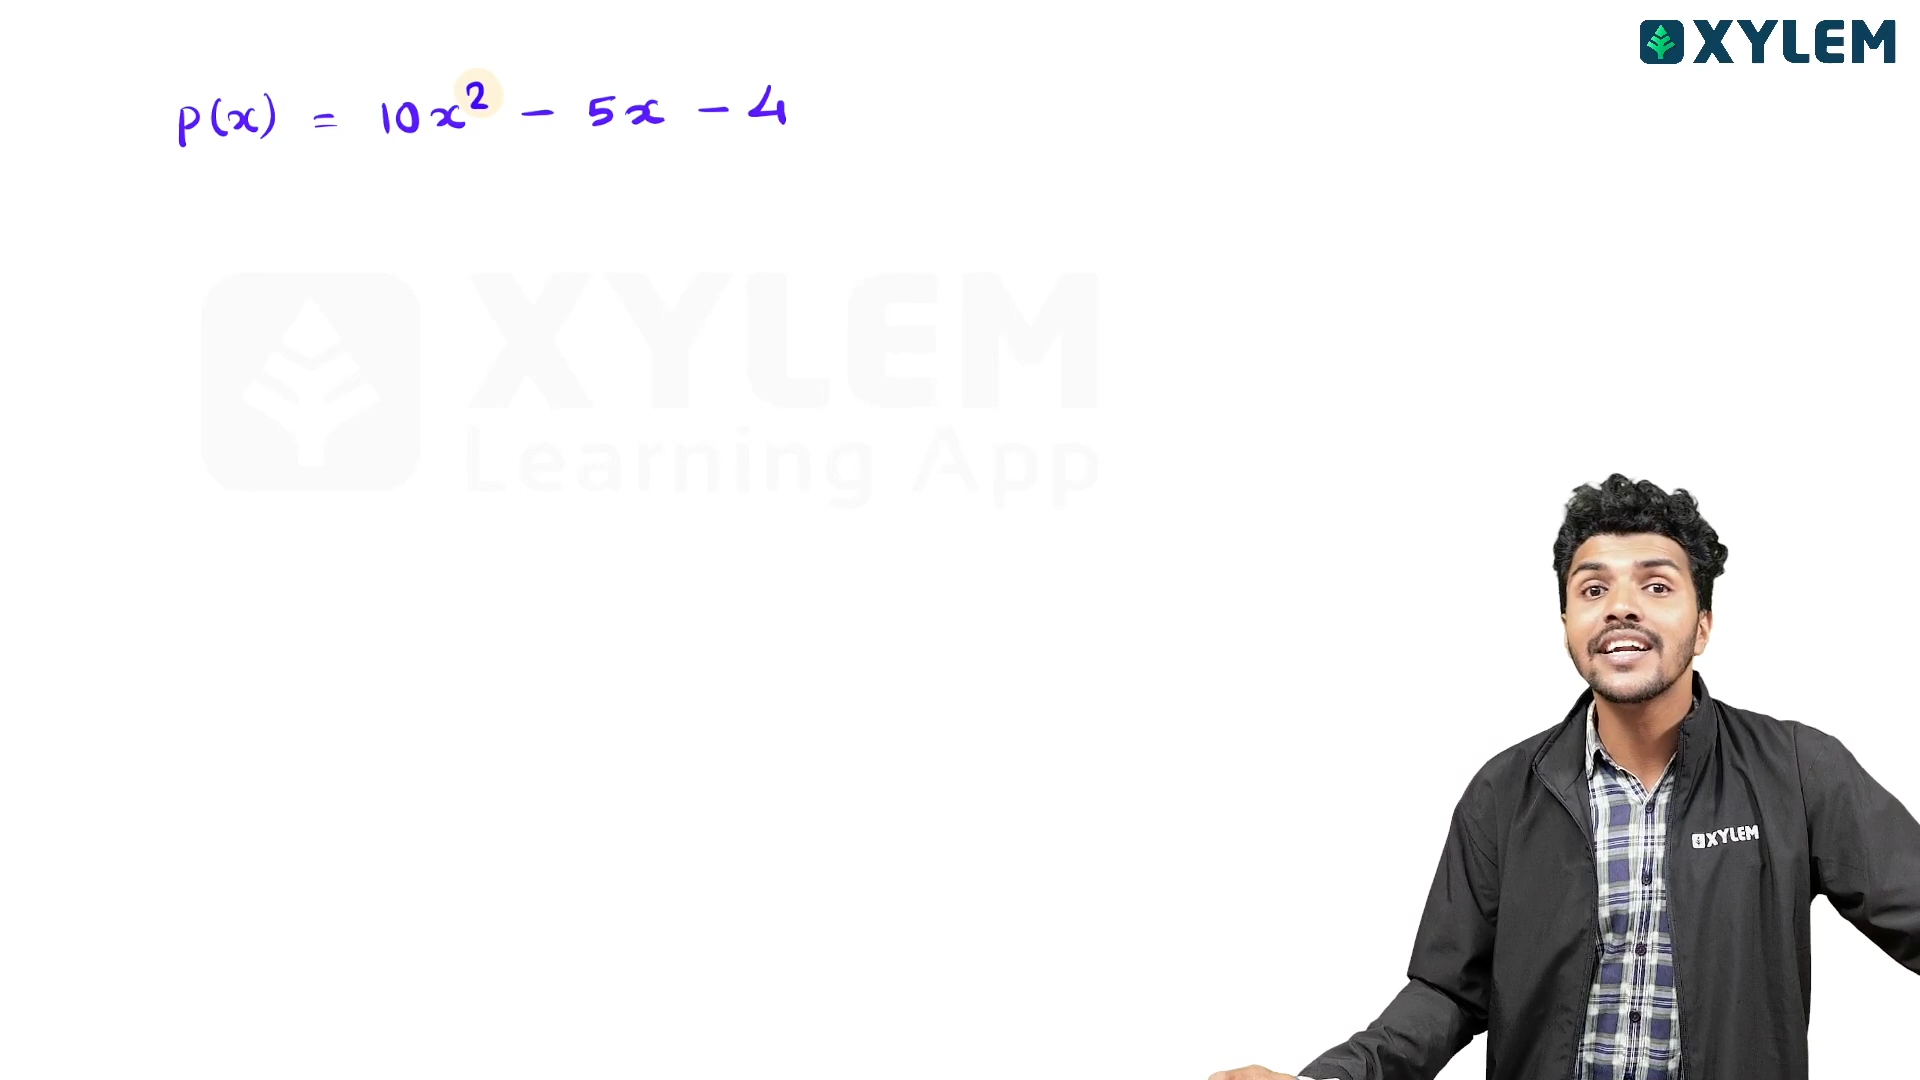 XYLEM
p(x) = 10x² - 5x - 4
XYLEM
Learning App
XYLEM